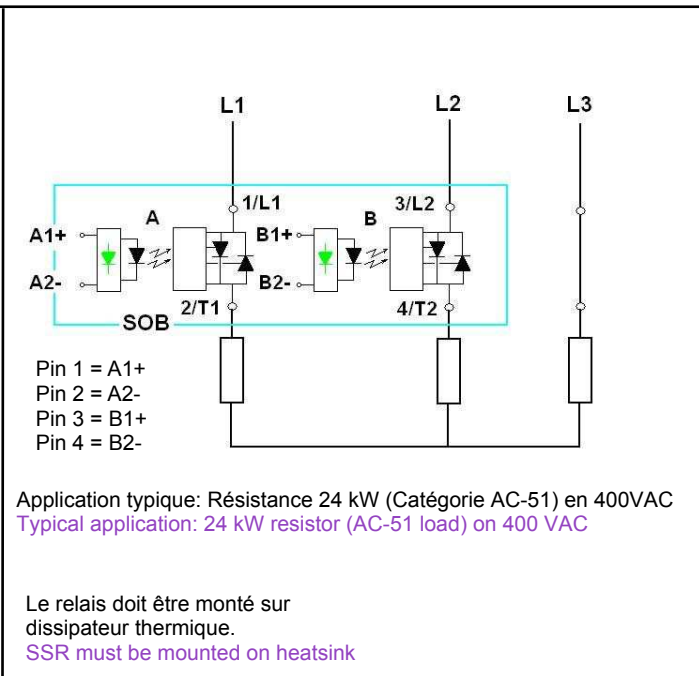 L1 L2 L3
1/L1 3/L2
A B
A1+ B1+
A2- B2-
2/T1 4/T2
SOB
Pin 1 = A1+
Pin 2 = A2-
Pin 3 = B1+
Pin 4 = B2-
Application typique: Résistance 24 kW (Catégorie AC-51) en 400VAC
Typical application: 24 kW resistor (AC-51 load) on 400 VAC
Le relais doit être monté sur
dissipateur thermique.
SSR must be mounted on heatsink